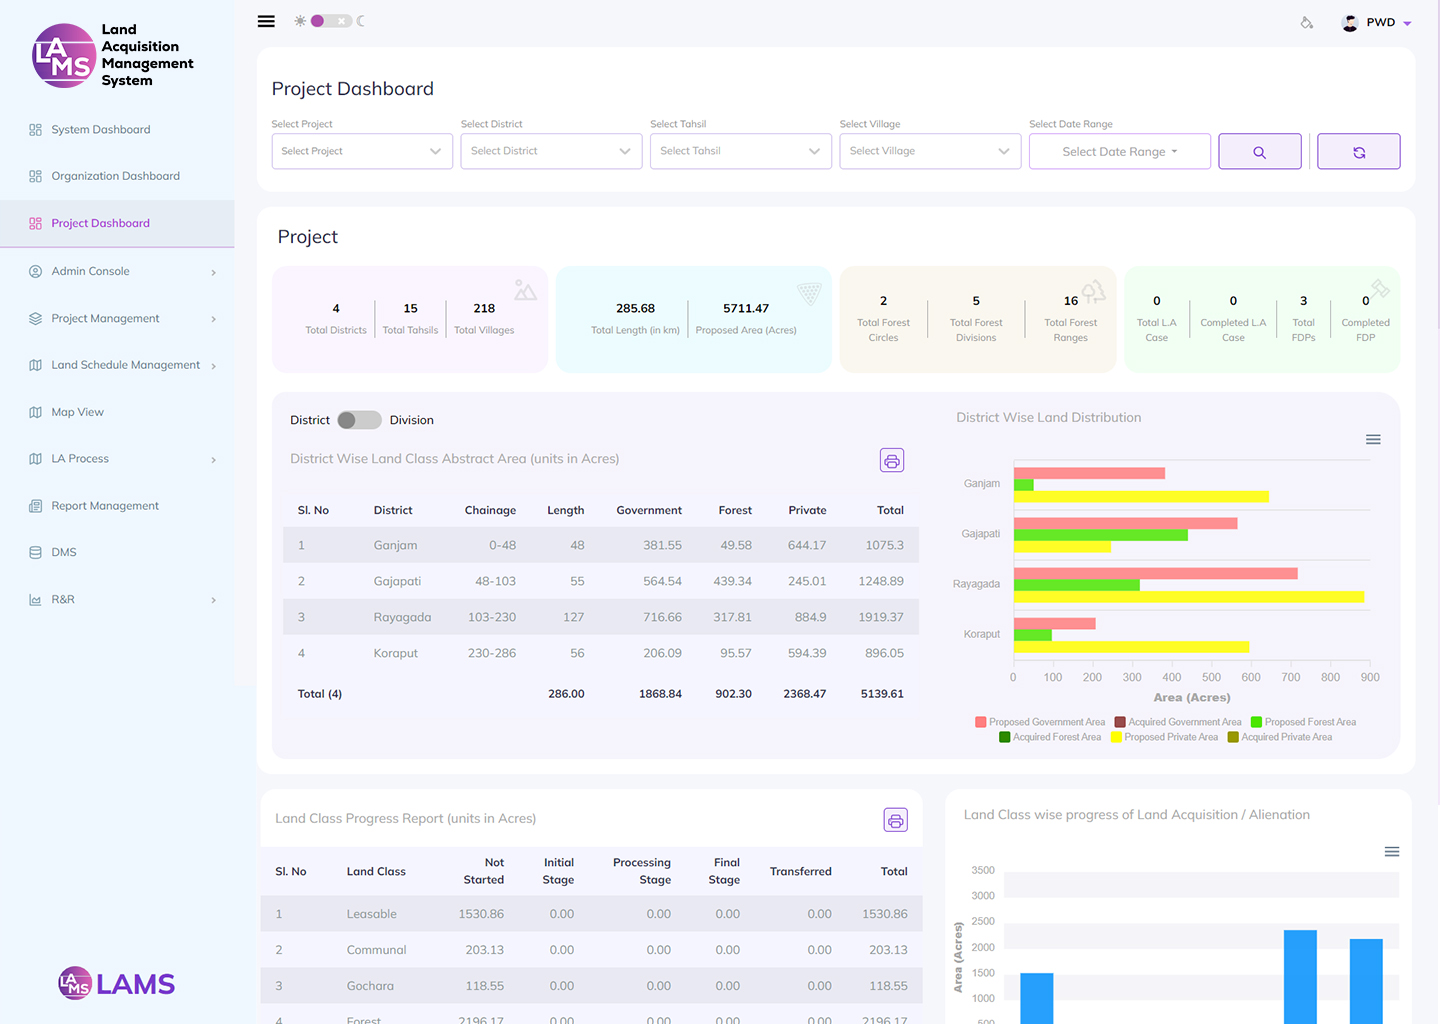 LAMS
Land
Acquisition
Management
System
PWD
System Dashboard
Organization Dashboard
Project Dashboard
Admin Console
Project Management
Land Schedule Management
Map View
LA Process
Report Management
DMS
R&R
LAMS
LAMS
Project Dashboard
Select Project
Select District
Select Tahsil
Select Village
Select Date Range
Select Project
Select District
Select Tahsil
Select Village
Select Date Range
Project
4 15 218
Total Districts Total Tahsils Total Villages
285.68 5711.47
Total Length (in km) Proposed Area (Acres)
2 5 16
Total Forest Circles Total Forest Divisions Total Forest Ranges
0 0 3 0
Total L.A Case Completed L.A Case Total FDPs Completed FDP
District Division
District Wise Land Class Abstract Area (units in Acres)
Sl. No District Chainage Length Government Forest Private Total
1 Ganjam 0-48 48 381.55 49.58 644.17 1075.3
2 Gajapati 48-103 55 564.54 439.34 245.01 1248.89
3 Rayagada 103-230 127 716.66 317.81 884.9 1919.37
4 Koraput 230-286 56 206.09 95.57 594.39 896.05
Total (4) 286.00 1868.84 902.30 2368.47 5139.61
District Wise Land Distribution
Ganjam
Gajapati
Rayagada
Koraput
0 100 200 300 400 500 600 700 800 900
Area (Acres)
Proposed Government Area Acquired Government Area Proposed Forest Area
Acquired Forest Area Proposed Private Area Acquired Private Area
Land Class Progress Report (units in Acres)
Sl. No Land Class Not Started Initial Stage Processing Stage Final Stage Transferred Total
1 Leasable 1530.86 0.00 0.00 0.00 0.00 1530.86
2 Communal 203.13 0.00 0.00 0.00 0.00 203.13
3 Gochara 118.55 0.00 0.00 0.00 0.00 118.55
4 Forest 2196.17 0.00 0.00 0.00 0.00 2196.17
Land Class wise progress of Land Acquisition / Alienation
3500
3000
2500
2000
1500
1000
500
Area (Acres)